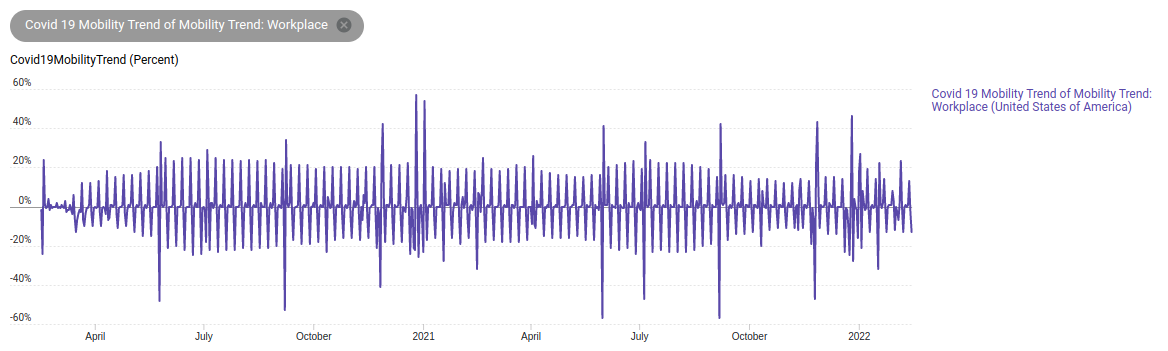 Covid 19 Mobility Trend of Mobility Trend: Workplace
Covid19MobilityTrend (Percent)
60%
40%
20%
0%
-20%
-40%
-60%
April
July
October
2021
April
July
October
2022
Covid 19 Mobility Trend of Mobility Trend:
Workplace (United States of America)